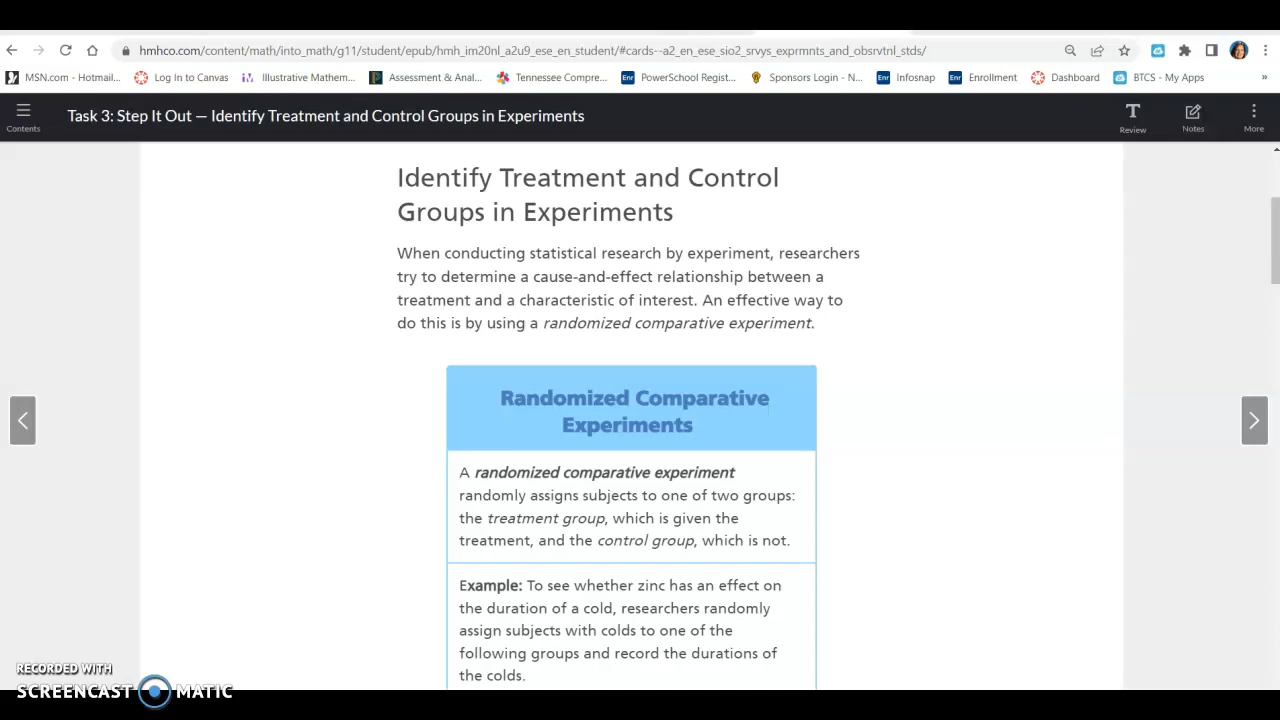 hmhco.com/content/math/into_math/g11/student/epub/hmh_im20nl_a2u9_ese_en_student/#cards--a2_en_ese_sio2_srvys_exprmnts_and_obsrvtnl_stds/
MSN.com - Hotmail... Log In to Canvas Illustrative Mathem... Assessment & Anal... Tennessee Compre... Enr PowerSchool Regist... Sponsors Login - N... Enr Infosnap Enr Enrollment Dashboard BTCS - My Apps »
Contents Task 3: Step It Out — Identify Treatment and Control Groups in Experiments T Review Notes More
Identify Treatment and Control
Groups in Experiments
When conducting statistical research by experiment, researchers
try to determine a cause-and-effect relationship between a
treatment and a characteristic of interest. An effective way to
do this is by using a randomized comparative experiment.
Randomized Comparative
Experiments
A randomized comparative experiment
randomly assigns subjects to one of two groups:
the treatment group, which is given the
treatment, and the control group, which is not.
Example: To see whether zinc has an effect on
the duration of a cold, researchers randomly
assign subjects with colds to one of the
following groups and record the durations of
the colds.
RECORDED WITH
SCREENCAST MATIC